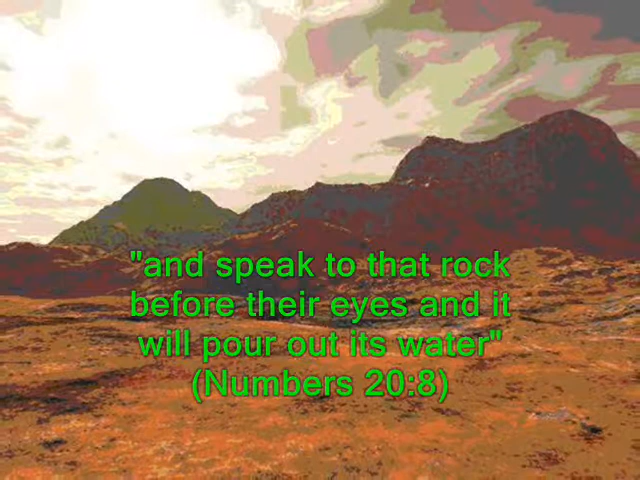 "and speak to that rock
before their eyes and it
will pour out its water"
(Numbers 20:8)